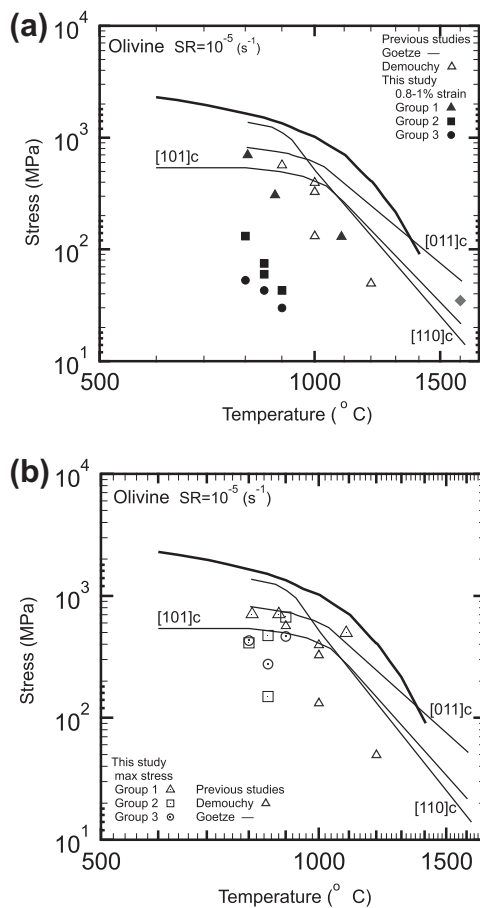 (a)
10^4
Olivine SR=10^-5 (s^-1)
Previous studies
Goetze —
Demouchy △
This study
0.8-1% strain
Group 1 ▲
Group 2 ■
Group 3 ●
10^3
[101]c
Stress (MPa)
[011]c
10^2
[110]c
10^1
500
1000
1500
Temperature (° C)
(b)
10^4
Olivine SR=10^-5 (s^-1)
10^3
[101]c
Stress (MPa)
[011]c
10^2
This study
max stress
Group 1 △
Group 2 ⊡
Group 3 ⊙
Previous studies
Demouchy △
Goetze —
[110]c
10^1
500
1000
1500
Temperature (° C)